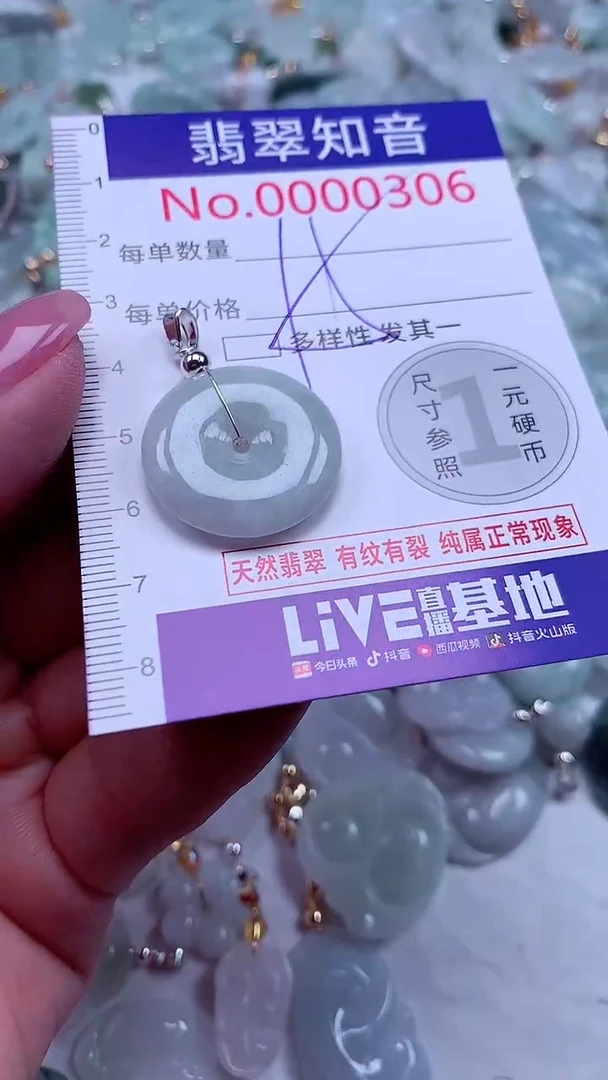 翡翠知音
No.0000306
每单数量
每单价格
多样性发其一
尺寸参照
1
一元硬币
天然翡翠 有纹有裂 纯属正常现象
LiVE直播基地
头条 今日头条 抖音 西瓜视频 抖音火山版
0
1
2
3
4
5
6
7
8